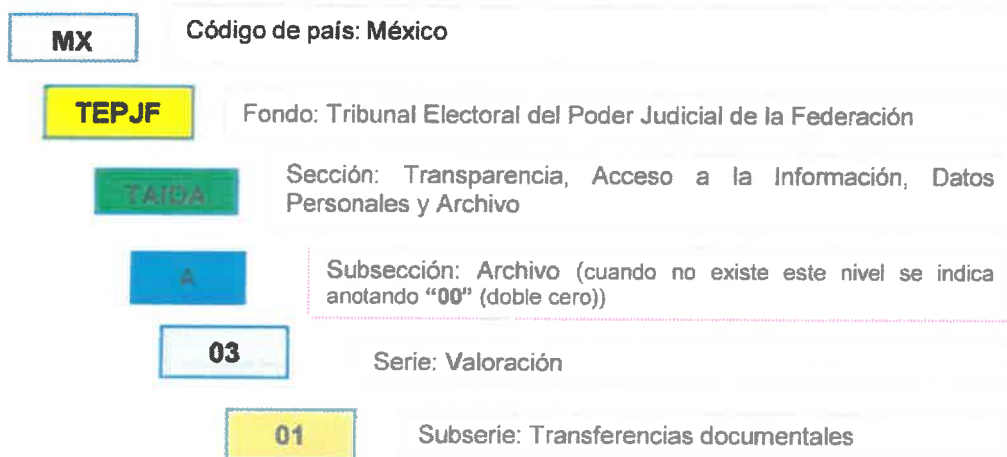 MX Código de país: México
TEPJF Fondo: Tribunal Electoral del Poder Judicial de la Federación
TAIDA Sección: Transparencia, Acceso a la Información, Datos
Personales y Archivo
A Subsección: Archivo (cuando no existe este nivel se indica
anotando “00” (doble cero))
03 Serie: Valoración
01 Subserie: Transferencias documentales